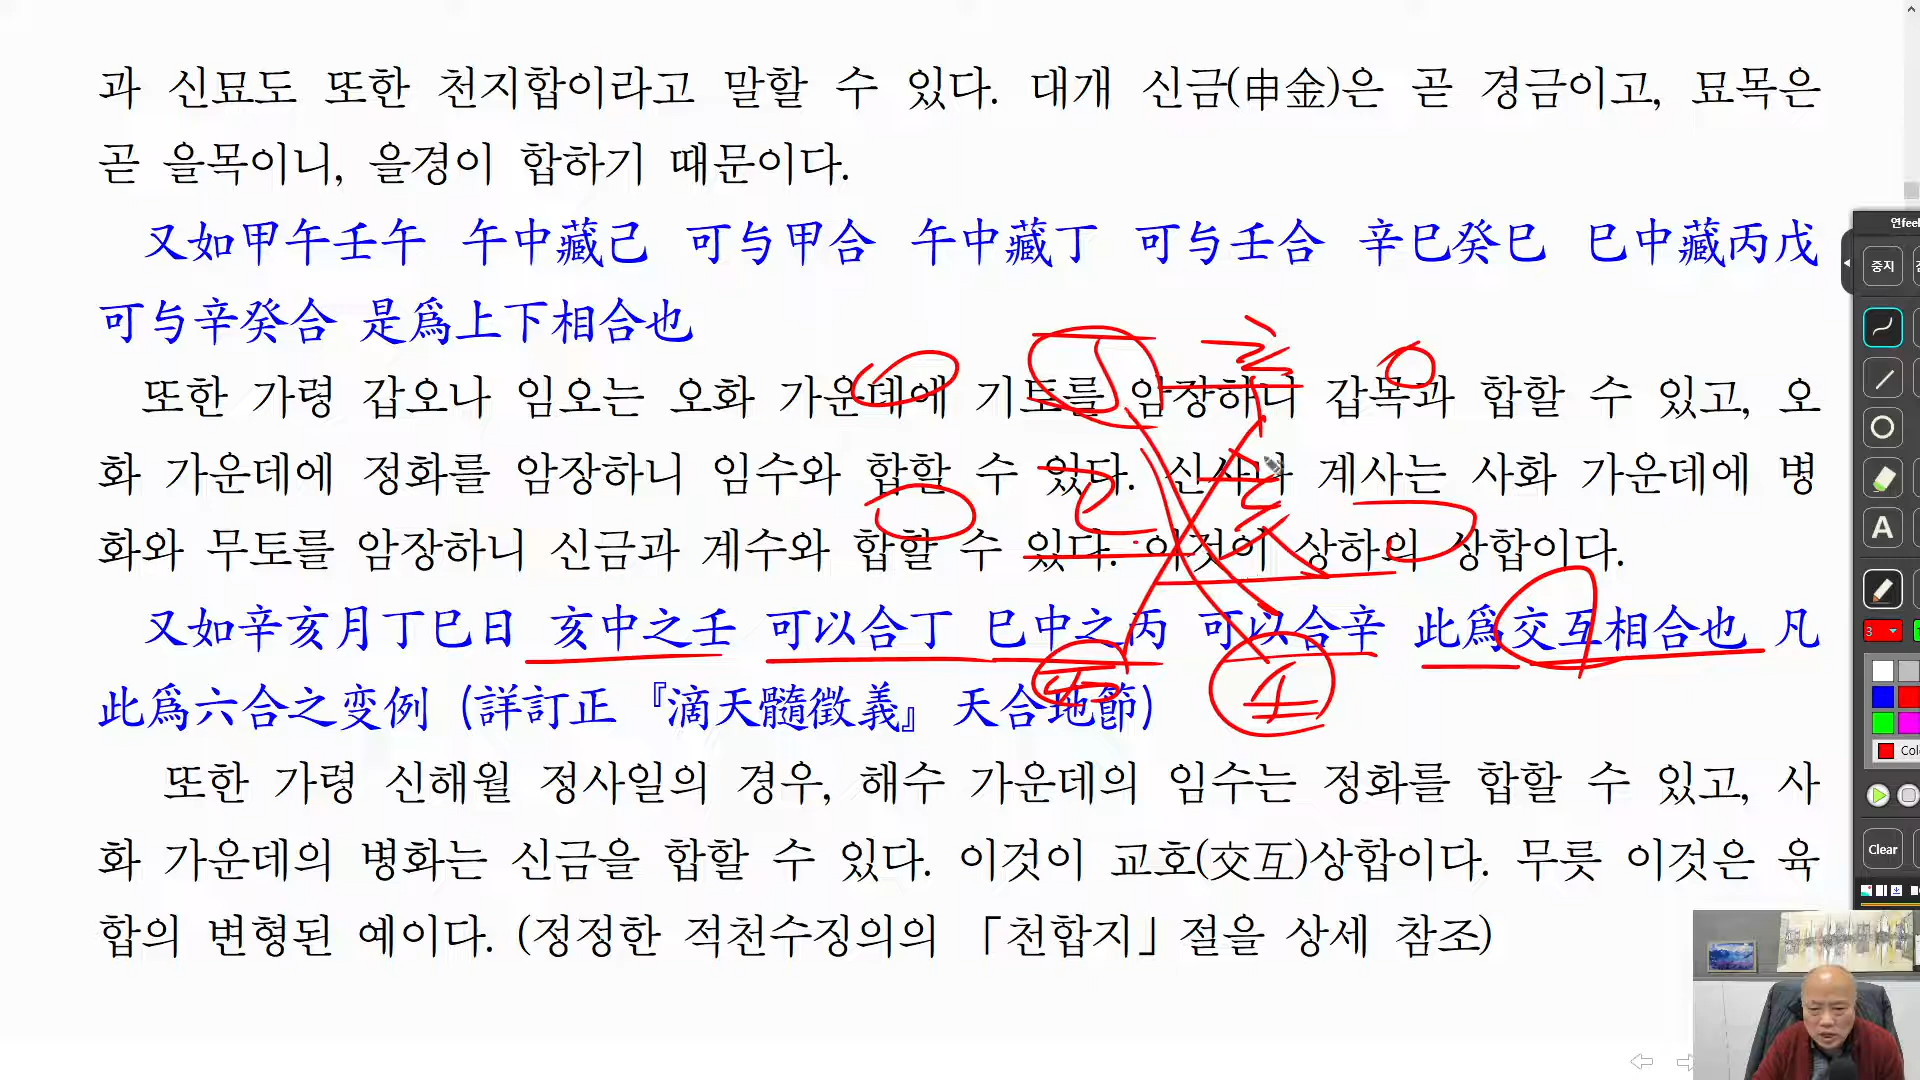 과 신묘도 또한 천지합이라고 말할 수 있다. 대개 신금(申金)은 곧 경금이고, 묘목은
곧 을목이니, 을경이 합하기 때문이다.
又如甲午壬午 午中藏己 可与甲合 午中藏丁 可与壬合 辛巳癸巳 巳中藏丙戊
可与辛癸合 是爲上下相合也
또한 가령 갑오나 임오는 오화 가운데에 기토를 암장하니 갑목과 합할 수 있고, 오
화 가운데에 정화를 암장하니 임수와 합할 수 있다. 신사나 계사는 사화 가운데에 병
화와 무토를 암장하니 신금과 계수와 합할 수 있다. 이것이 상하의 상합이다.
又如辛亥月丁巳日 亥中之壬 可以合丁 巳中之丙 可以合辛 此爲交互相合也 凡
此爲六合之变例 (詳訂正『滴天髓徵義』 天合地節)
또한 가령 신해월 정사일의 경우, 해수 가운데의 임수는 정화를 합할 수 있고, 사
화 가운데의 병화는 신금을 합할 수 있다. 이것이 교호(交互)상합이다. 무릇 이것은 육
합의 변형된 예이다. (정정한 적천수징의의 「천합지」절을 상세 참조)
연feel
중지
A
3
Clear